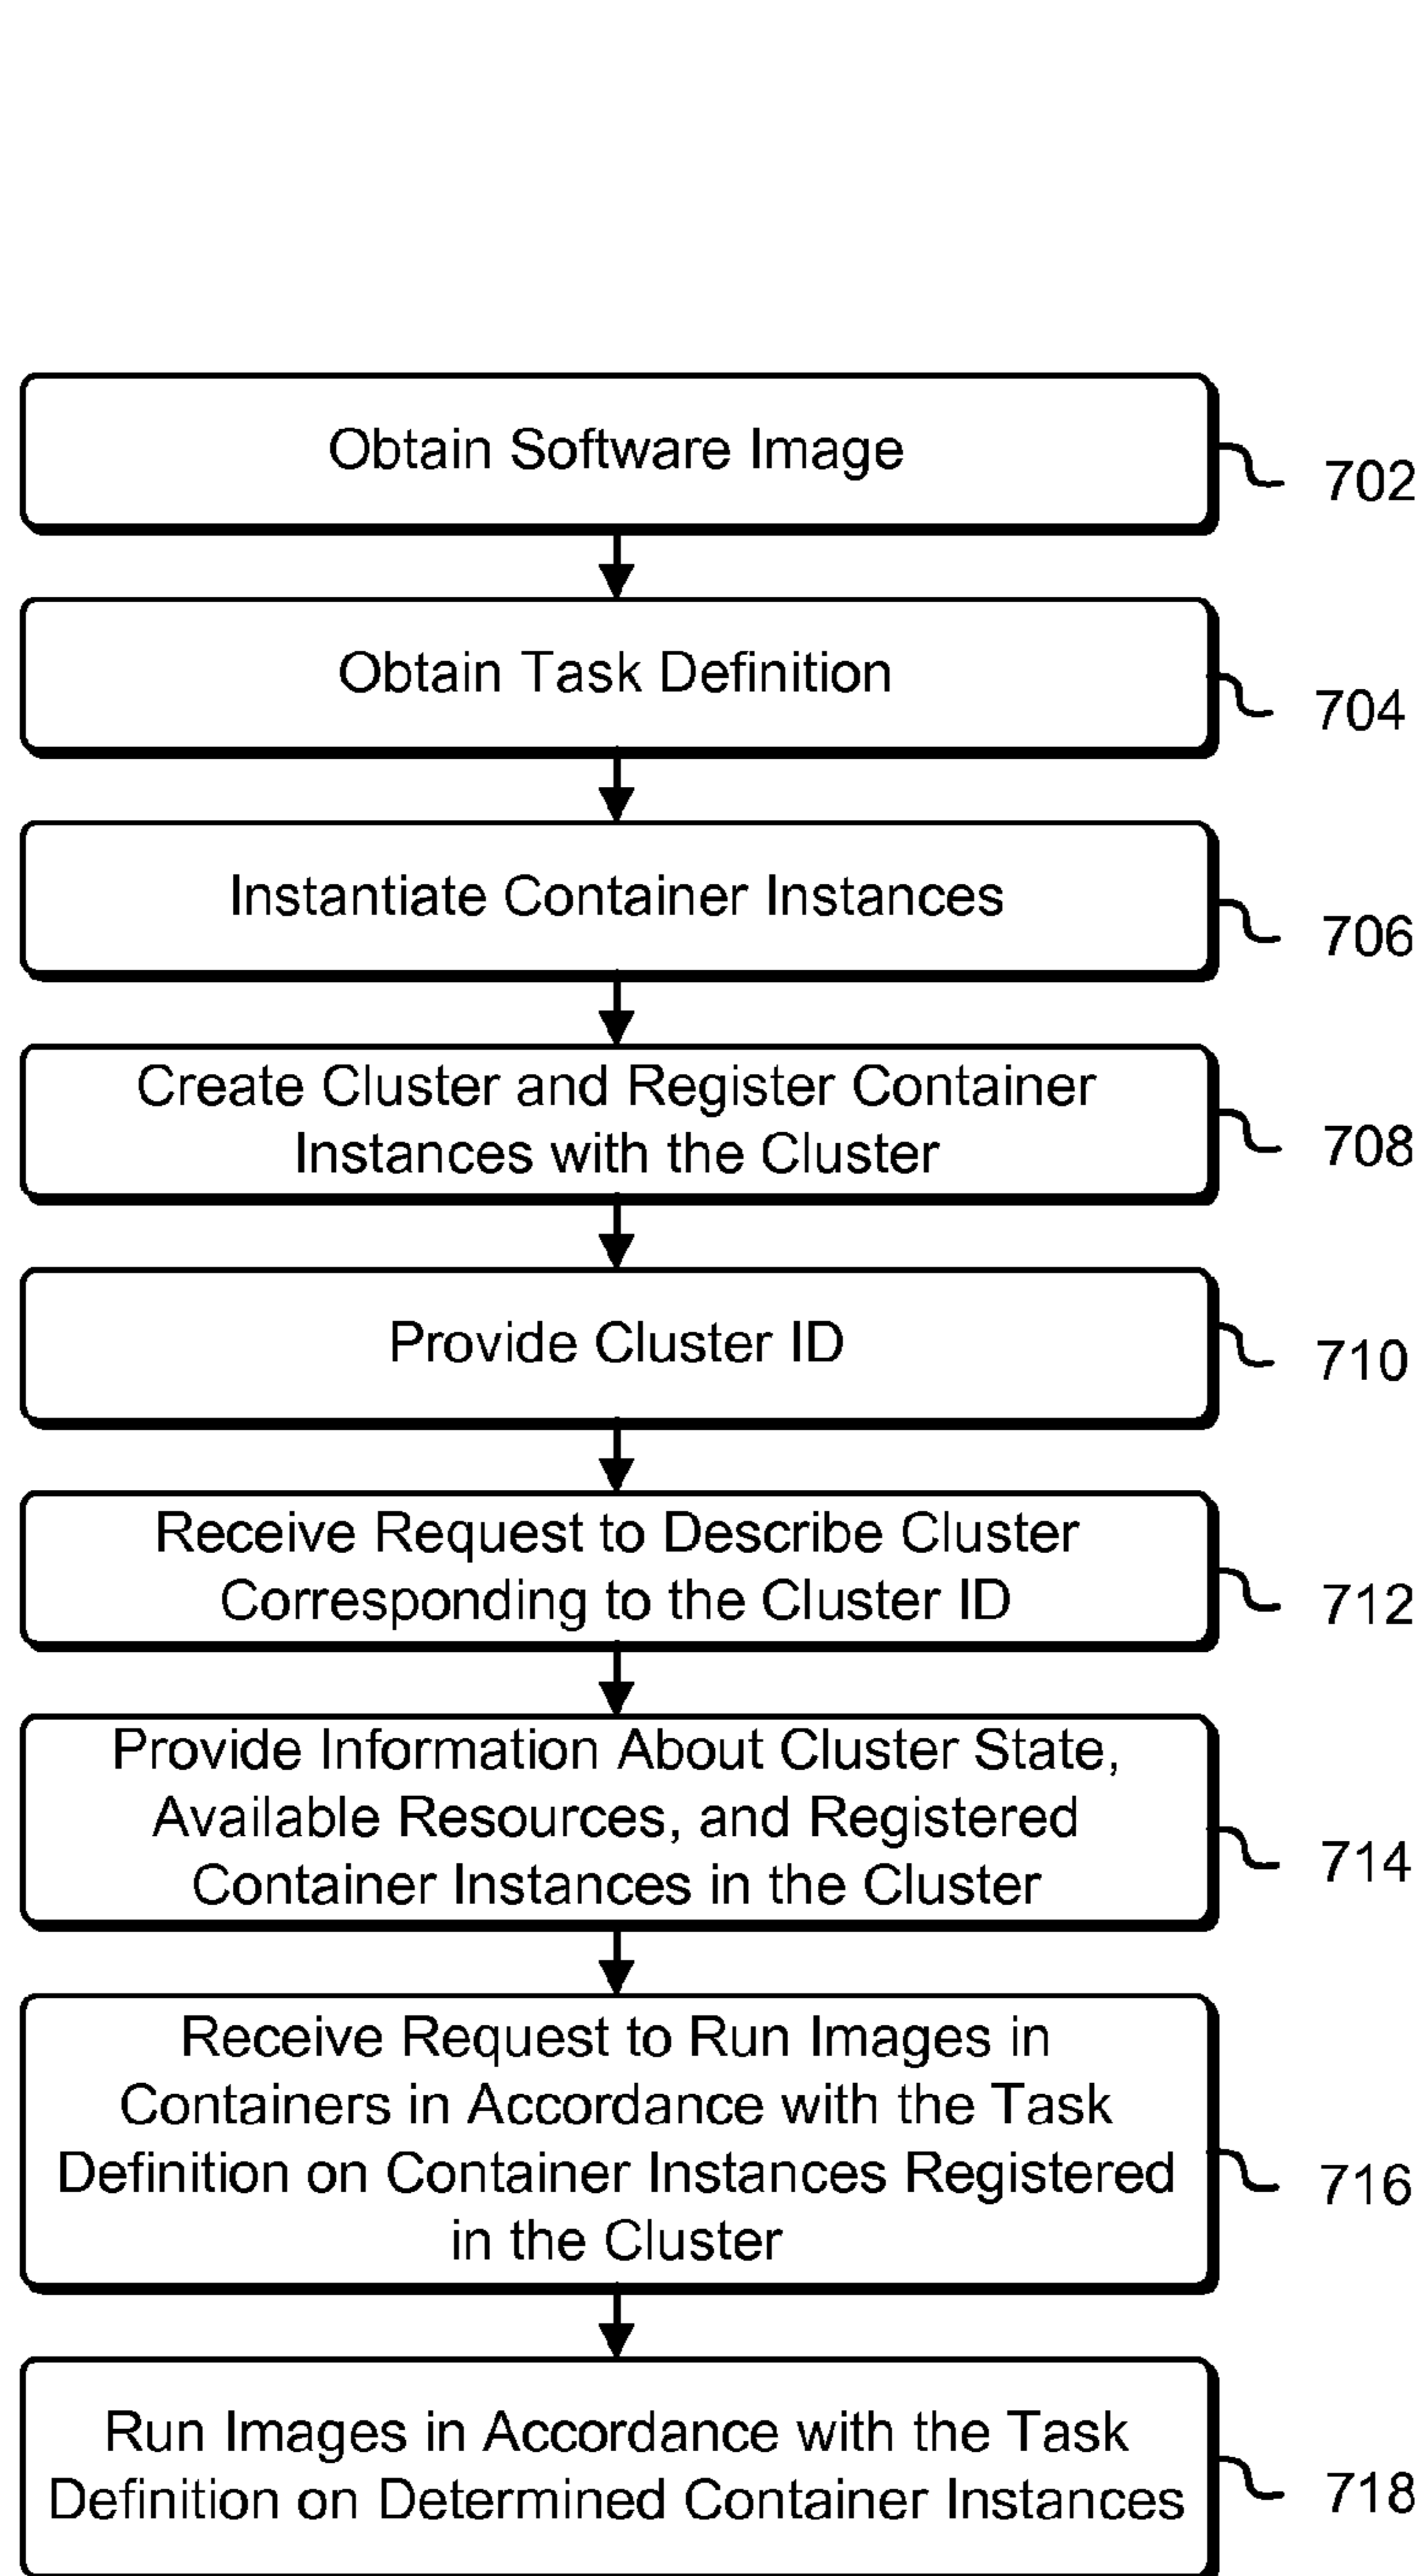 Obtain Software Image
702
Obtain Task Definition
704
Instantiate Container Instances
706
Create Cluster and Register Container
Instances with the Cluster
708
Provide Cluster ID
710
Receive Request to Describe Cluster
Corresponding to the Cluster ID
712
Provide Information About Cluster State,
Available Resources, and Registered
Container Instances in the Cluster
714
Receive Request to Run Images in
Containers in Accordance with the Task
Definition on Container Instances Registered
in the Cluster
716
Run Images in Accordance with the Task
Definition on Determined Container Instances
718